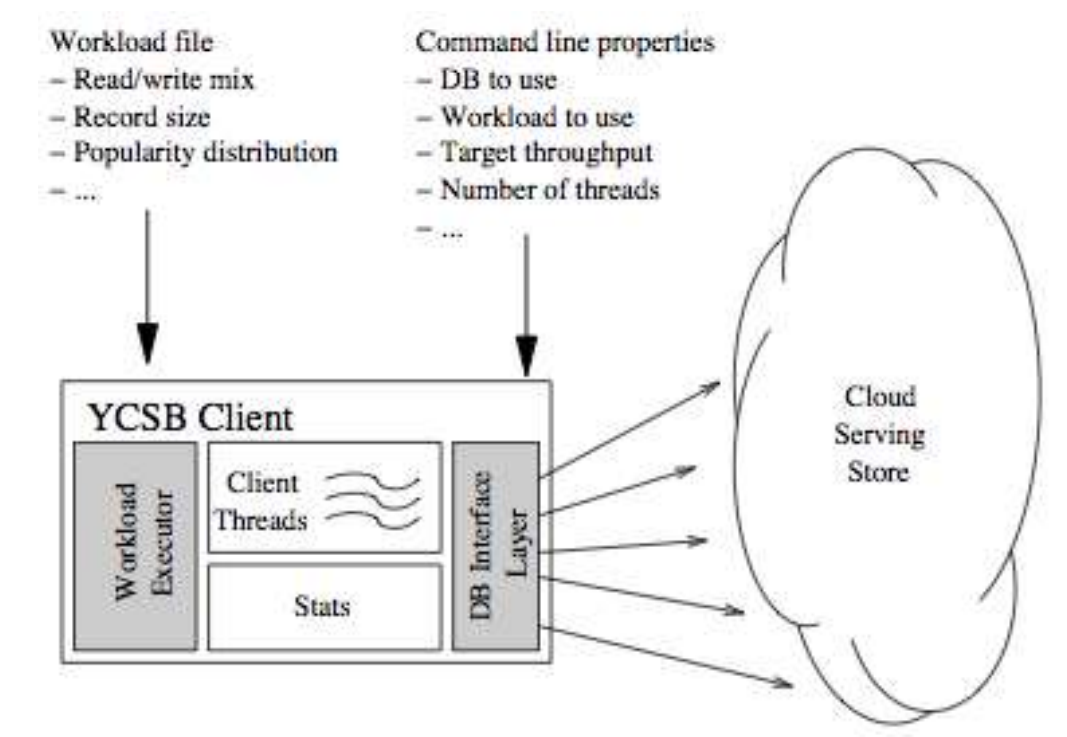 Workload file
– Read/write mix
– Record size
– Popularity distribution
– ...
Command line properties
– DB to use
– Workload to use
– Target throughput
– Number of threads
– ...
YCSB Client
Workload
Executor
Client
Threads
Stats
DB Interface
Layer
Cloud
Serving
Store